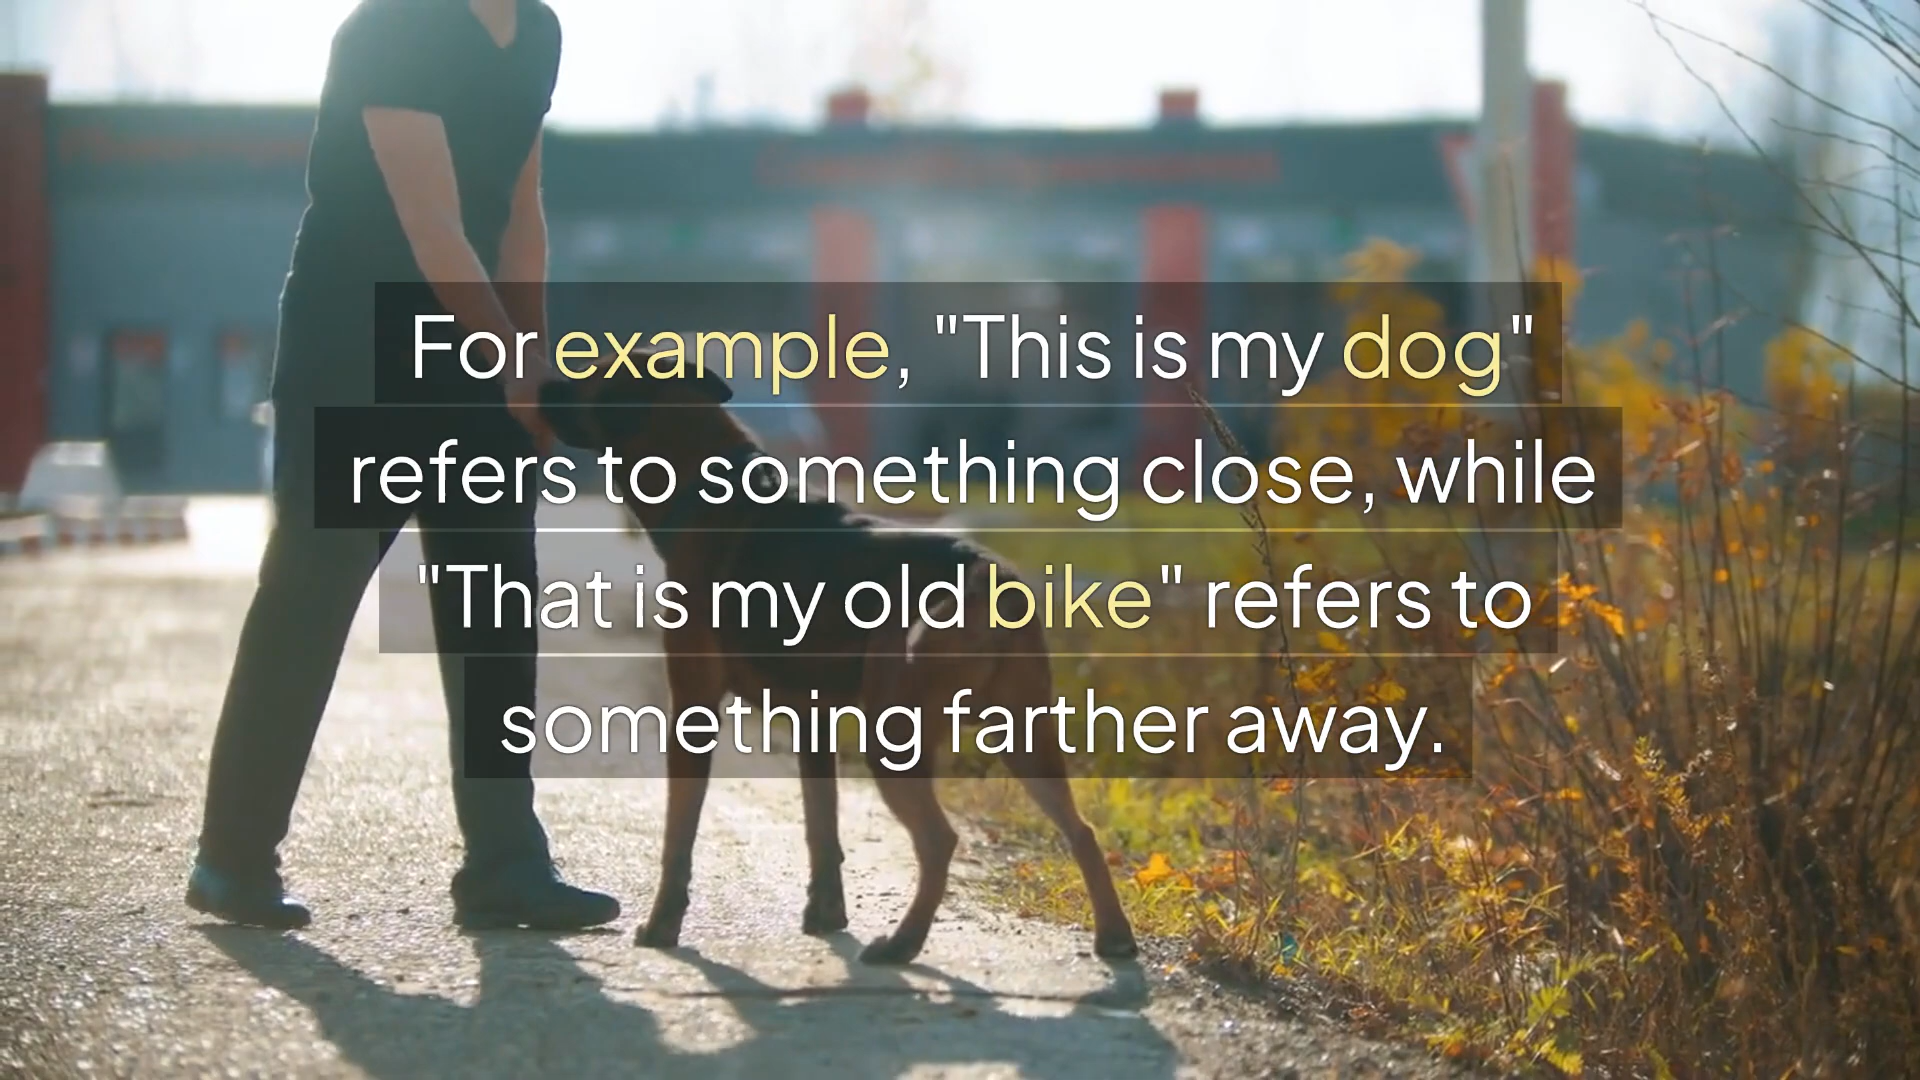 For example, "This is my dog"
refers to something close, while
"That is my old bike" refers to
something farther away.